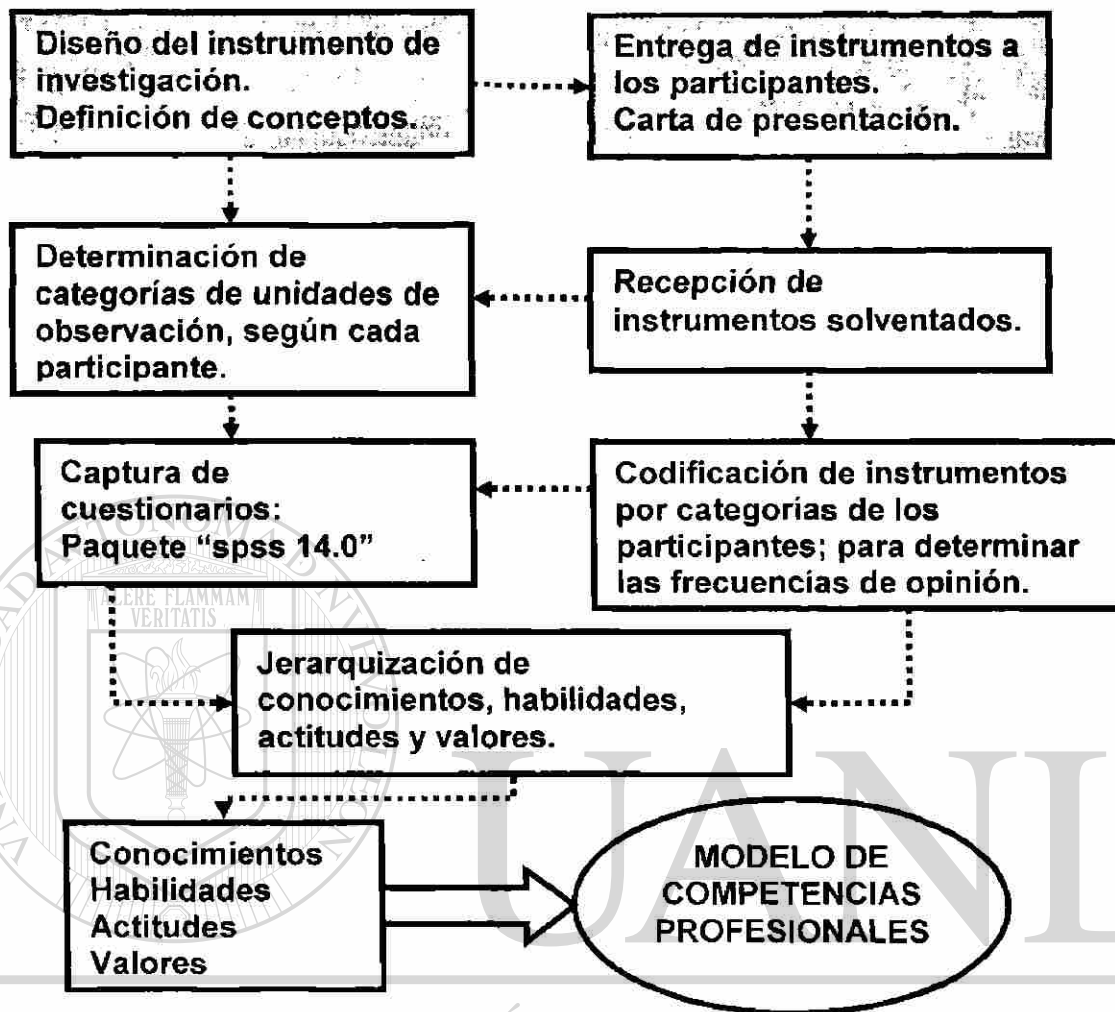 Diseño del instrumento de
investigación.
Definición de conceptos.
Entrega de instrumentos a
los participantes.
Carta de presentación.
Determinación de
categorías de unidades de
observación, según cada
participante.
Recepción de
instrumentos solventados.
Captura de
cuestionarios:
Paquete “spss 14.0”
Codificación de instrumentos
por categorías de los
participantes; para determinar
las frecuencias de opinión.
Jerarquización de
conocimientos, habilidades,
actitudes y valores.
Conocimientos
Habilidades
Actitudes
Valores
MODELO DE
COMPETENCIAS
PROFESIONALES
ALERE FLAMMAM
VERITATIS
UANL